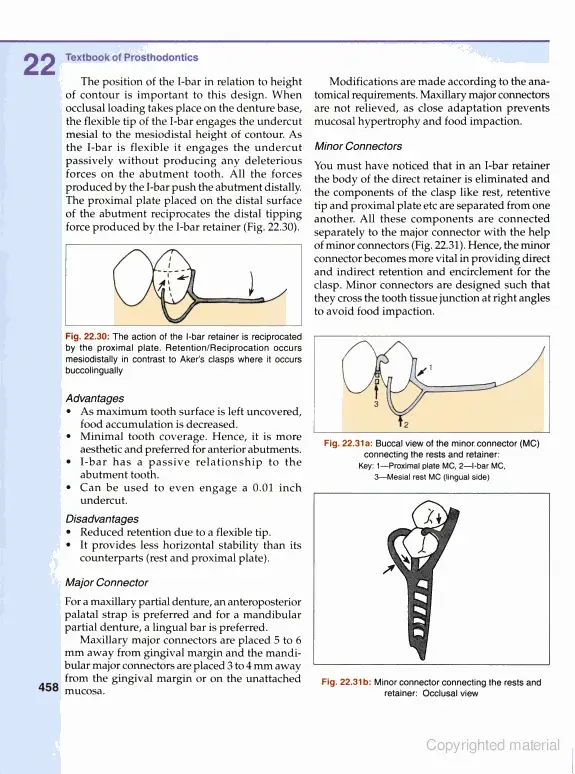 22
Textbook of Prosthodontics
The position of the I-bar in relation to height
of contour is important to this design. When
occlusal loading takes place on the denture base,
the flexible tip of the I-bar engages the undercut
mesial to the mesiodistal height of contour. As
the I-bar is flexible it engages the undercut
passively without producing any deleterious
forces on the abutment tooth. All the forces
produced by the I-bar push the abutment distally.
The proximal plate placed on the distal surface
of the abutment reciprocates the distal tipping
force produced by the I-bar retainer (Fig. 22.30).
Fig. 22.30: The action of the I-bar retainer is reciprocated
by the proximal plate. Retention/Reciprocation occurs
mesiodistally in contrast to Aker's clasps where it occurs
buccolingually
Advantages
• As maximum tooth surface is left uncovered,
food accumulation is decreased.
• Minimal tooth coverage. Hence, it is more
aesthetic and preferred for anterior abutments.
• I-bar has a passive relationship to the
abutment tooth.
• Can be used to even engage a 0.01 inch
undercut.
Disadvantages
• Reduced retention due to a flexible tip.
• It provides less horizontal stability than its
counterparts (rest and proximal plate).
Major Connector
For a maxillary partial denture, an anteroposterior
palatal strap is preferred and for a mandibular
partial denture, a lingual bar is preferred.
Maxillary major connectors are placed 5 to 6
mm away from gingival margin and the mandi-
bular major connectors are placed 3 to 4 mm away
from the gingival margin or on the unattached
mucosa.
458
Modifications are made according to the ana-
tomical requirements. Maxillary major connectors
are not relieved, as close adaptation prevents
mucosal hypertrophy and food impaction.
Minor Connectors
You must have noticed that in an I-bar retainer
the body of the direct retainer is eliminated and
the components of the clasp like rest, retentive
tip and proximal plate etc are separated from one
another. All these components are connected
separately to the major connector with the help
of minor connectors (Fig. 22.31). Hence, the minor
connector becomes more vital in providing direct
and indirect retention and encirclement for the
clasp. Minor connectors are designed such that
they cross the tooth tissue junction at right angles
to avoid food impaction.
1
3
2
Fig. 22.31a: Buccal view of the minor connector (MC)
connecting the rests and retainer:
Key: 1—Proximal plate MC, 2—I-bar MC,
3—Mesial rest MC (lingual side)
Fig. 22.31b: Minor connector connecting the rests and
retainer: Occlusal view
Copyrighted material